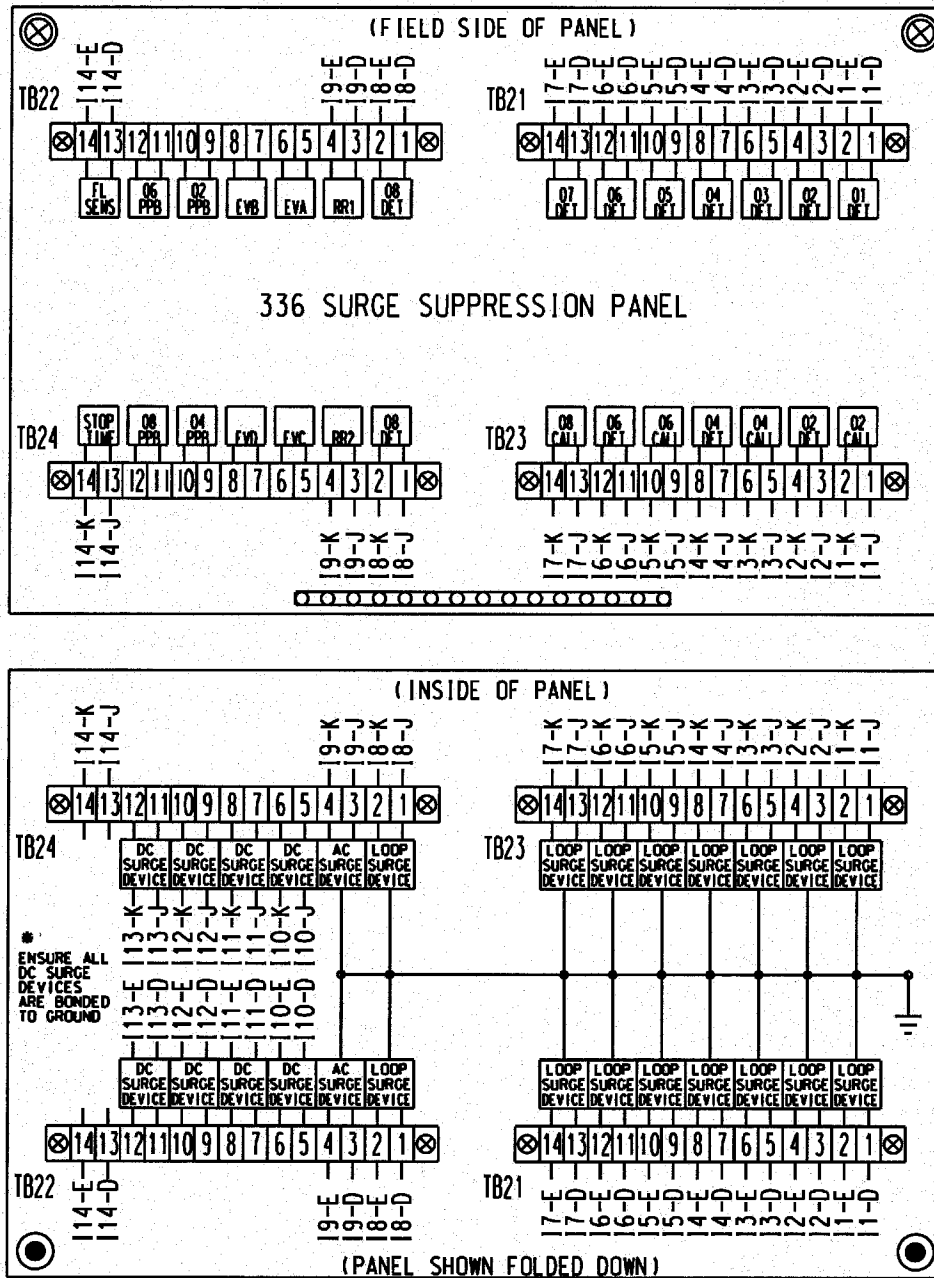 (FIELD SIDE OF PANEL)
I14-E I14-D I9-E I9-D I8-E I8-D
TB22
14 13 12 11 10 9 8 7 6 5 4 3 2 1
FL SENS
06 PPB
02 PPB
EVB
EVA
RR1
08 DET
I7-E I7-D I6-E I6-D I5-E I5-D I4-E I4-D I3-E I3-D I2-E I2-D I1-E I1-D
TB21
14 13 12 11 10 9 8 7 6 5 4 3 2 1
07 DET
06 DET
05 DET
04 DET
03 DET
02 DET
01 DET
336 SURGE SUPPRESSION PANEL
STOP TIME
08 PPB
04 PPB
EVD
EVC
RR2
08 DET
TB24
14 13 12 11 10 9 8 7 6 5 4 3 2 1
I14-K I14-J I9-K I9-J I8-K I8-J
08 CALL
06 DET
06 CALL
04 DET
04 CALL
02 DET
02 CALL
TB23
14 13 12 11 10 9 8 7 6 5 4 3 2 1
I7-K I7-J I6-K I6-J I5-K I5-J I4-K I4-J I3-K I3-J I2-K I2-J I1-K I1-J
(INSIDE OF PANEL)
I14-K I14-J I9-K I9-J I8-K I8-J
14 13 12 11 10 9 8 7 6 5 4 3 2 1
TB24
DC SURGE DEVICE
DC SURGE DEVICE
DC SURGE DEVICE
DC SURGE DEVICE
AC SURGE DEVICE
LOOP SURGE DEVICE
I13-K I13-J I12-K I12-J I11-K I11-J I10-K I10-J
I7-K I7-J I6-K I6-J I5-K I5-J I4-K I4-J I3-K I3-J I2-K I2-J I1-K I1-J
14 13 12 11 10 9 8 7 6 5 4 3 2 1
TB23
LOOP SURGE DEVICE
LOOP SURGE DEVICE
LOOP SURGE DEVICE
LOOP SURGE DEVICE
LOOP SURGE DEVICE
LOOP SURGE DEVICE
LOOP SURGE DEVICE
*
ENSURE ALL
DC SURGE
DEVICES
ARE BONDED
TO GROUND
I13-E I13-D I12-E I12-D I11-E I11-D I10-E I10-D
DC SURGE DEVICE
DC SURGE DEVICE
DC SURGE DEVICE
DC SURGE DEVICE
AC SURGE DEVICE
LOOP SURGE DEVICE
14 13 12 11 10 9 8 7 6 5 4 3 2 1
TB22
I14-E I14-D I9-E I9-D I8-E I8-D
LOOP SURGE DEVICE
LOOP SURGE DEVICE
LOOP SURGE DEVICE
LOOP SURGE DEVICE
LOOP SURGE DEVICE
LOOP SURGE DEVICE
LOOP SURGE DEVICE
14 13 12 11 10 9 8 7 6 5 4 3 2 1
TB21
I7-E I7-D I6-E I6-D I5-E I5-D I4-E I4-D I3-E I3-D I2-E I2-D I1-E I1-D
(PANEL SHOWN FOLDED DOWN)